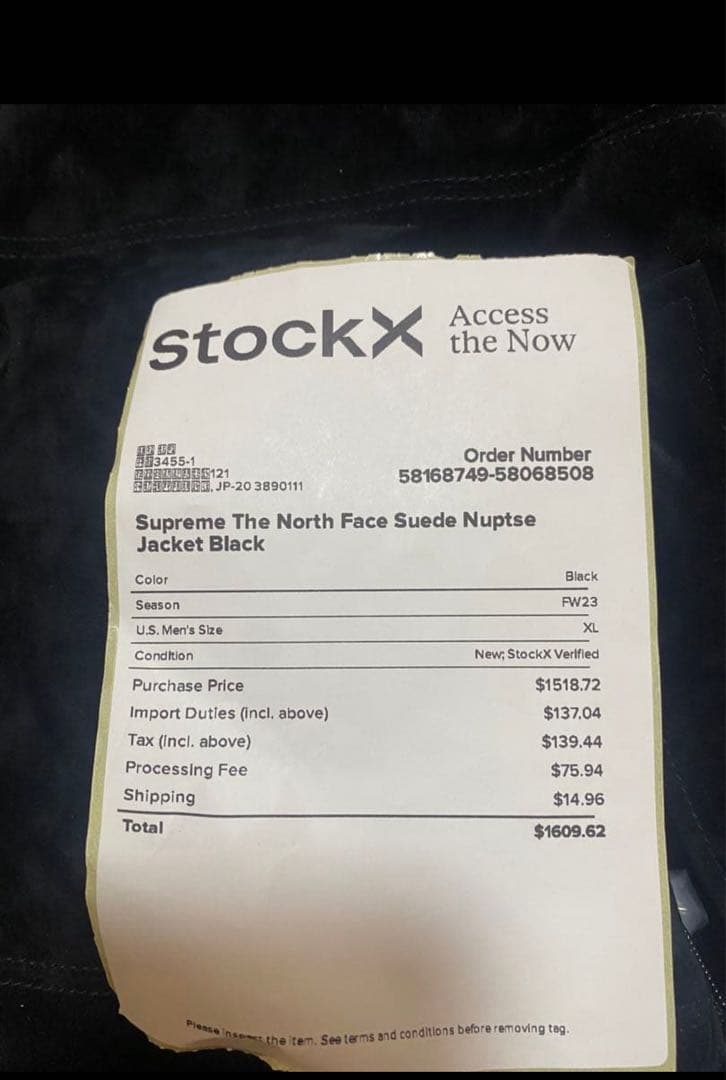 stockX Access
the Now
3455-1
121
, JP-20 3890111
Order Number
58168749-58068508
Supreme The North Face Suede Nuptse
Jacket Black
Color Black
Season FW23
U.S. Men's Size XL
Condition New; StockX Verified
Purchase Price $1518.72
Import Duties (incl. above) $137.04
Tax (incl. above) $139.44
Processing Fee $75.94
Shipping $14.96
Total $1609.62
Please Inspect the item. See terms and conditions before removing tag.